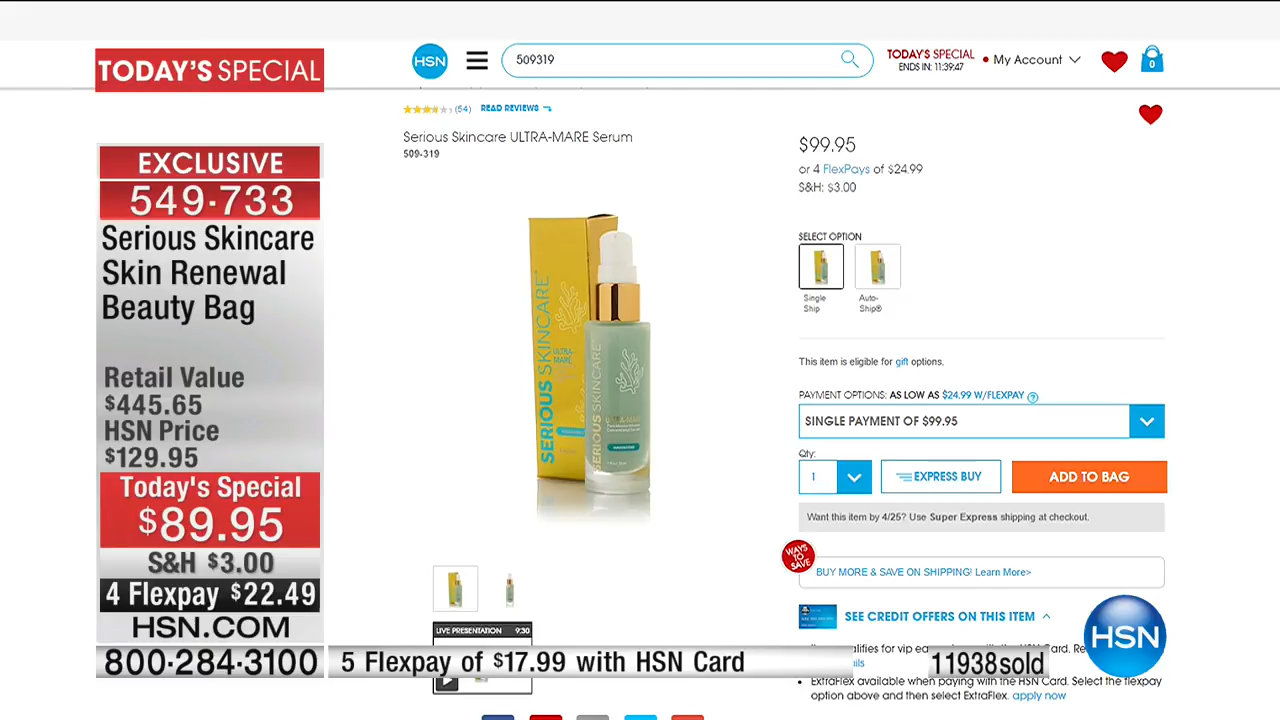 TODAY'S SPECIAL
EXCLUSIVE
549·733
Serious Skincare
Skin Renewal
Beauty Bag
Retail Value
$445.65
HSN Price
$129.95
Today's Special
$89.95
S&H $3.00
4 Flexpay $22.49
HSN.COM
800·284·3100
5 Flexpay of $17.99 with HSN Card
11938sold
HSN
HSN
509319
TODAY'S SPECIAL
ENDS IN: 11:39:47
My Account
0
(54) READ REVIEWS
Serious Skincare ULTRA-MARE Serum
509-319
SERIOUS SKINCARE
ULTRA-MARE
SERIOUS SKINCARE
LIVE PRESENTATION 9:30
$99.95
or 4 FlexPays of $24.99
S&H: $3.00
SELECT OPTION
Single Ship
Auto-Ship®
This item is eligible for gift options.
PAYMENT OPTIONS: AS LOW AS $24.99 W/FLEXPAY ?
SINGLE PAYMENT OF $99.95
Qty:
1
EXPRESS BUY
ADD TO BAG
Want this item by 4/25? Use Super Express shipping at checkout.
WAYS TO SAVE
BUY MORE & SAVE ON SHIPPING! Learn More>
SEE CREDIT OFFERS ON THIS ITEM
ExtraFlex available when paying with the HSN Card. Select the flexpay
option above and then select ExtraFlex. apply now